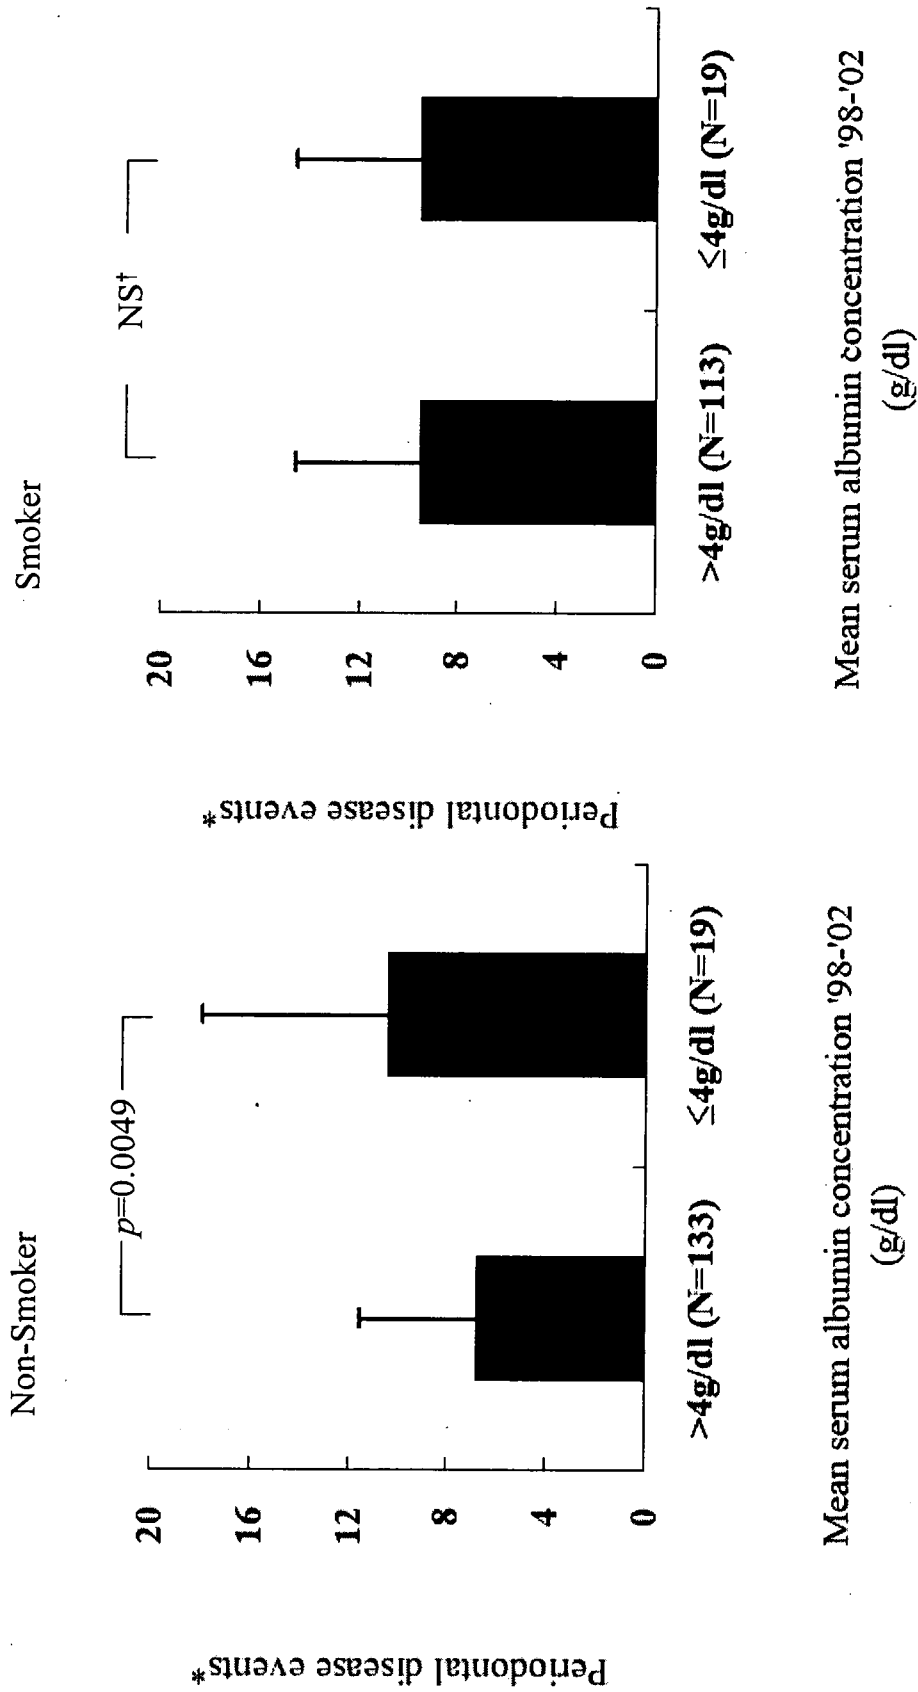 Non-Smoker
p=0.0049
20
16
12
8
4
0
Periodontal disease events*
>4g/dl (N=133)
≤4g/dl (N=19)
Mean serum albumin concentration '98-'02
(g/dl)
Smoker
NS†
20
16
12
8
4
0
Periodontal disease events*
>4g/dl (N=113)
≤4g/dl (N=19)
Mean serum albumin concentration '98-'02
(g/dl)